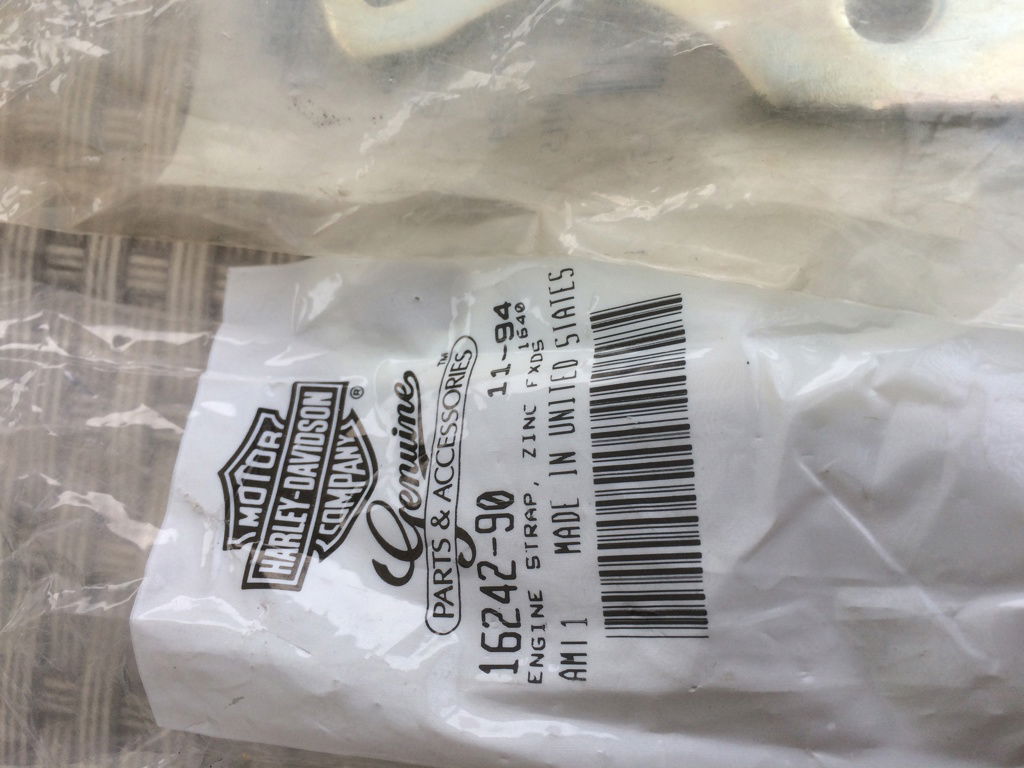 MOTOR
HARLEY-DAVIDSON
COMPANY
®
Genuine
PARTS & ACCESSORIES™
16242-90 11-94
ENGINE STRAP, ZINC FXDS 1640
AMI 1 MADE IN UNITED STATES